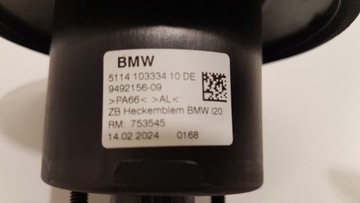 BMW
5114 103334 10 DE
9492156-09
>PA66< >AL<
ZB Heckemblem BMW I20
RM: 753545
14.02.2024 0168